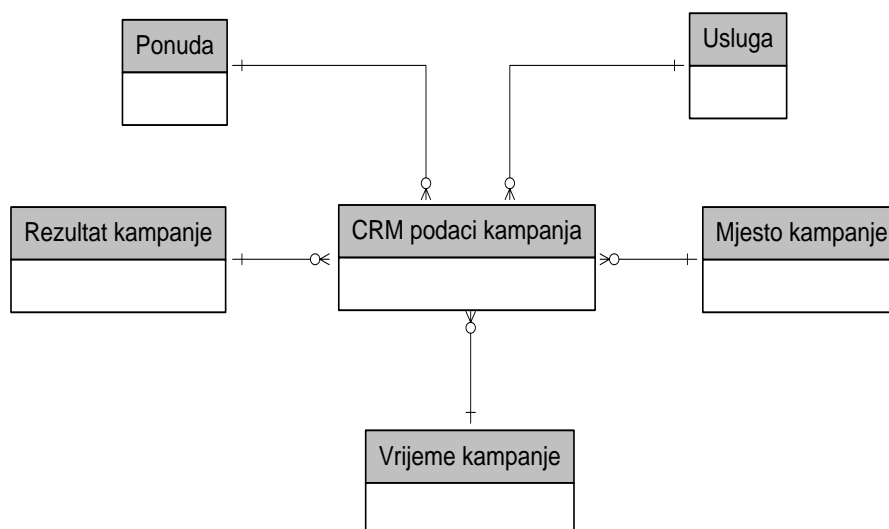 Ponuda
Usluga
Rezultat kampanje
CRM podaci kampanja
Mjesto kampanje
Vrijeme kampanje